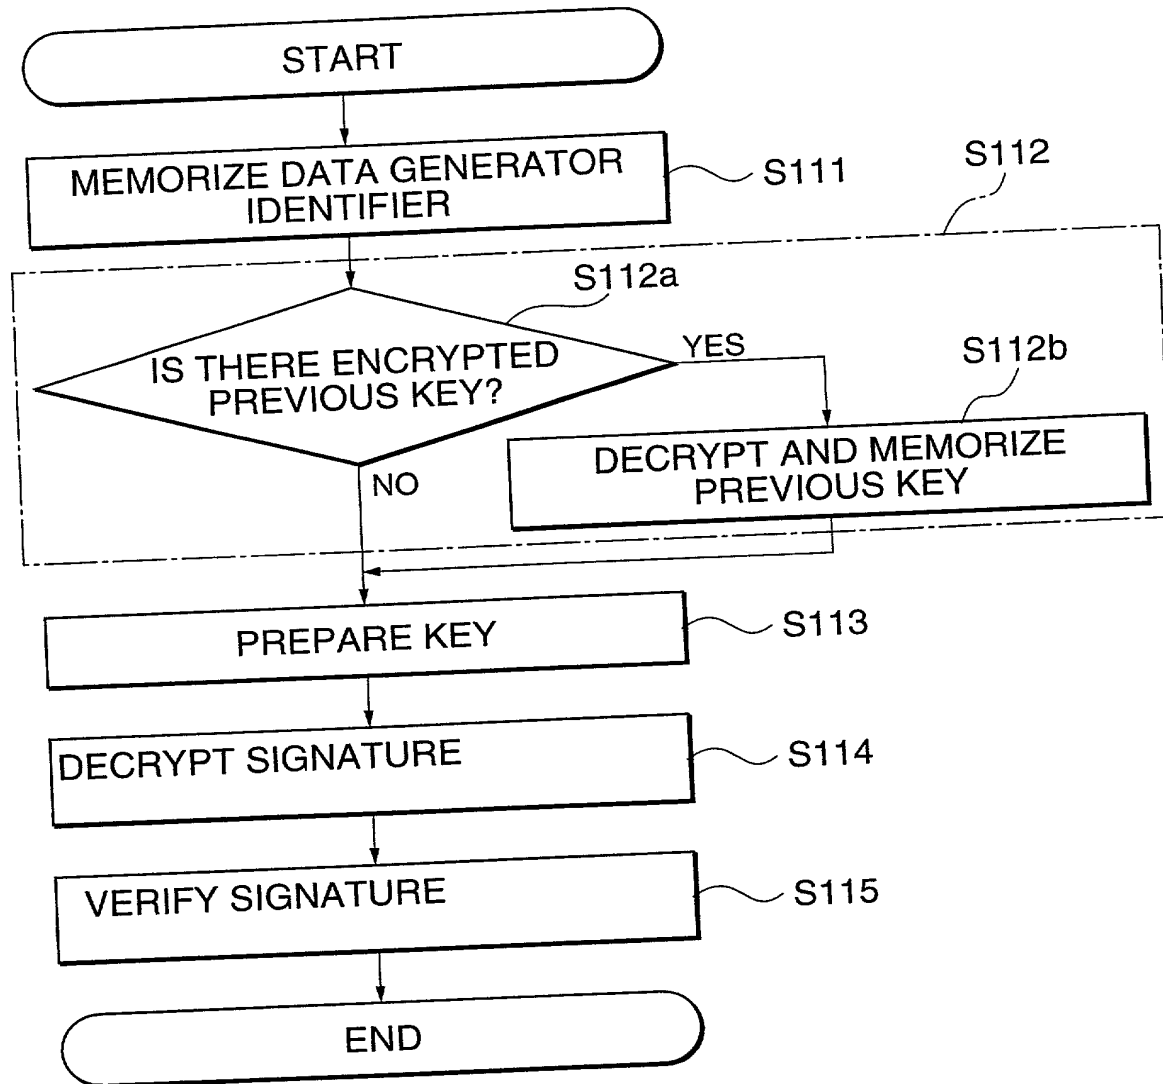 START
MEMORIZE DATA GENERATOR
IDENTIFIER
S111
S112
S112a
IS THERE ENCRYPTED
PREVIOUS KEY?
YES
S112b
DECRYPT AND MEMORIZE
PREVIOUS KEY
NO
PREPARE KEY
S113
DECRYPT SIGNATURE
S114
VERIFY SIGNATURE
S115
END